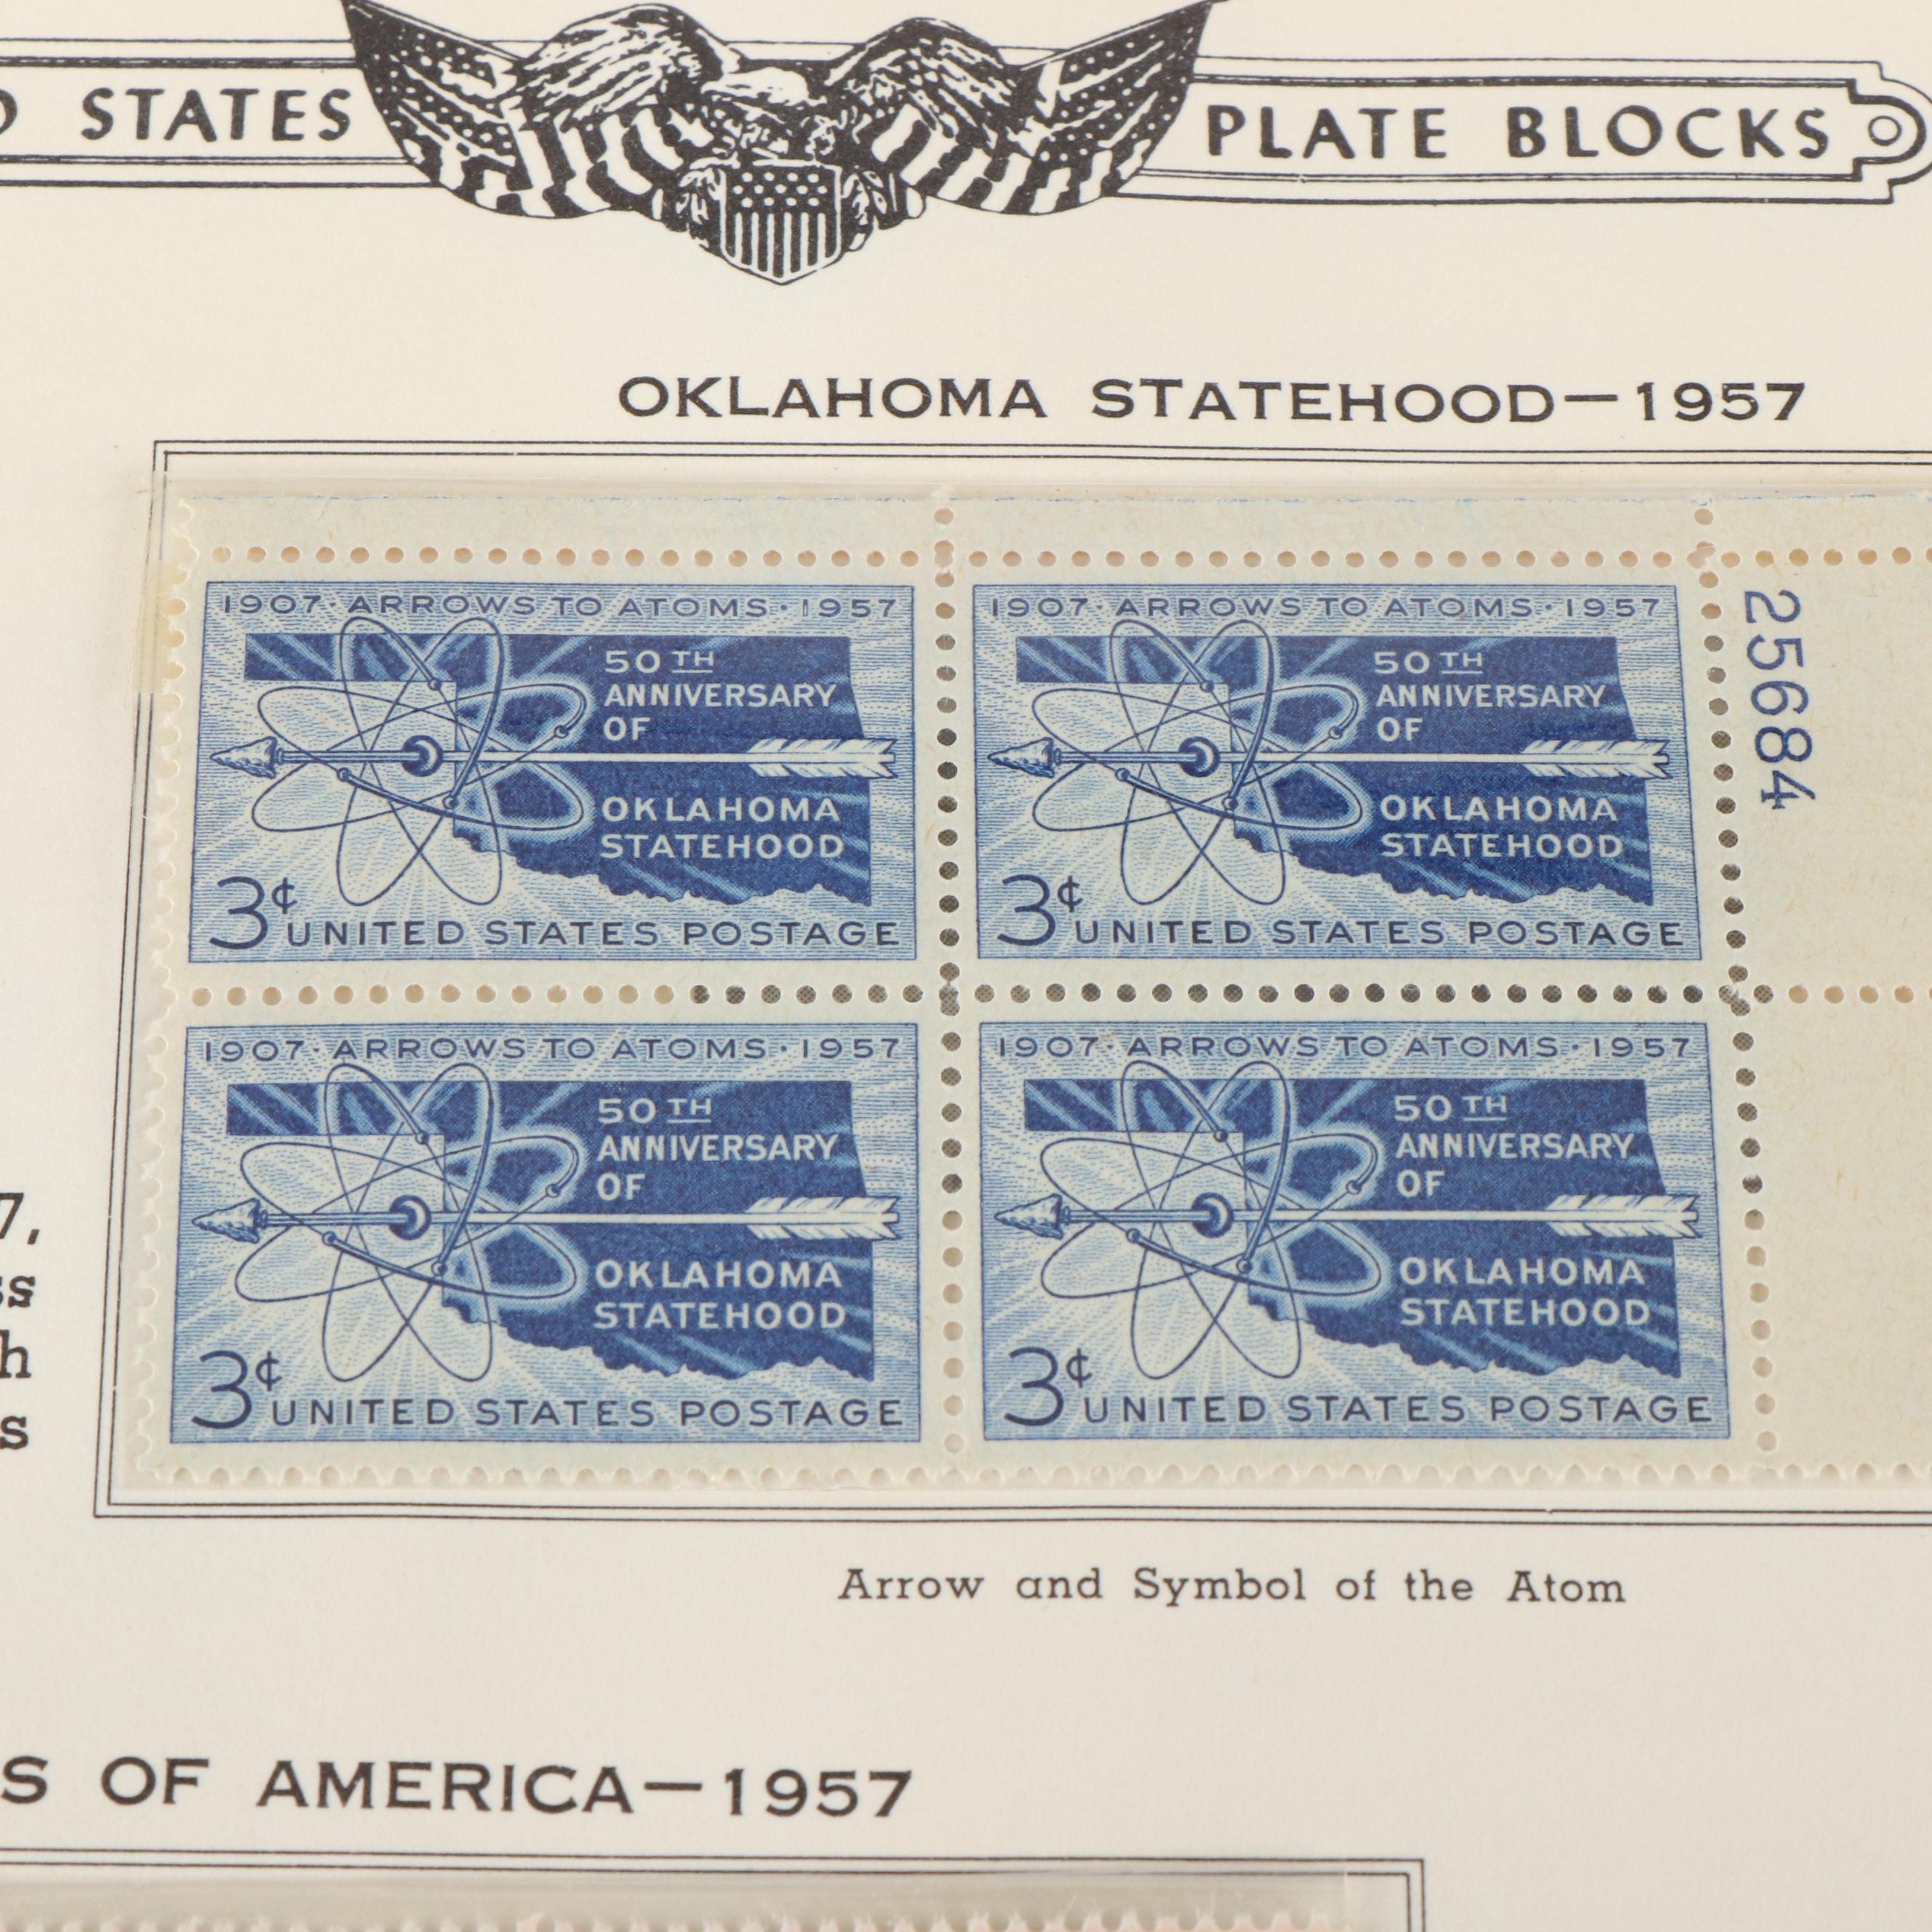 STATES PLATE BLOCKS
OKLAHOMA STATEHOOD—1957
1907·ARROWS TO ATOMS·1957
50TH
ANNIVERSARY
OF
OKLAHOMA
STATEHOOD
3¢ UNITED STATES POSTAGE
1907·ARROWS TO ATOMS·1957
50TH
ANNIVERSARY
OF
OKLAHOMA
STATEHOOD
3¢ UNITED STATES POSTAGE
25684
1907·ARROWS TO ATOMS·1957
50TH
ANNIVERSARY
OF
OKLAHOMA
STATEHOOD
3¢ UNITED STATES POSTAGE
1907·ARROWS TO ATOMS·1957
50TH
ANNIVERSARY
OF
OKLAHOMA
STATEHOOD
3¢ UNITED STATES POSTAGE
7,
ss
h
s
Arrow and Symbol of the Atom
S OF AMERICA—1957